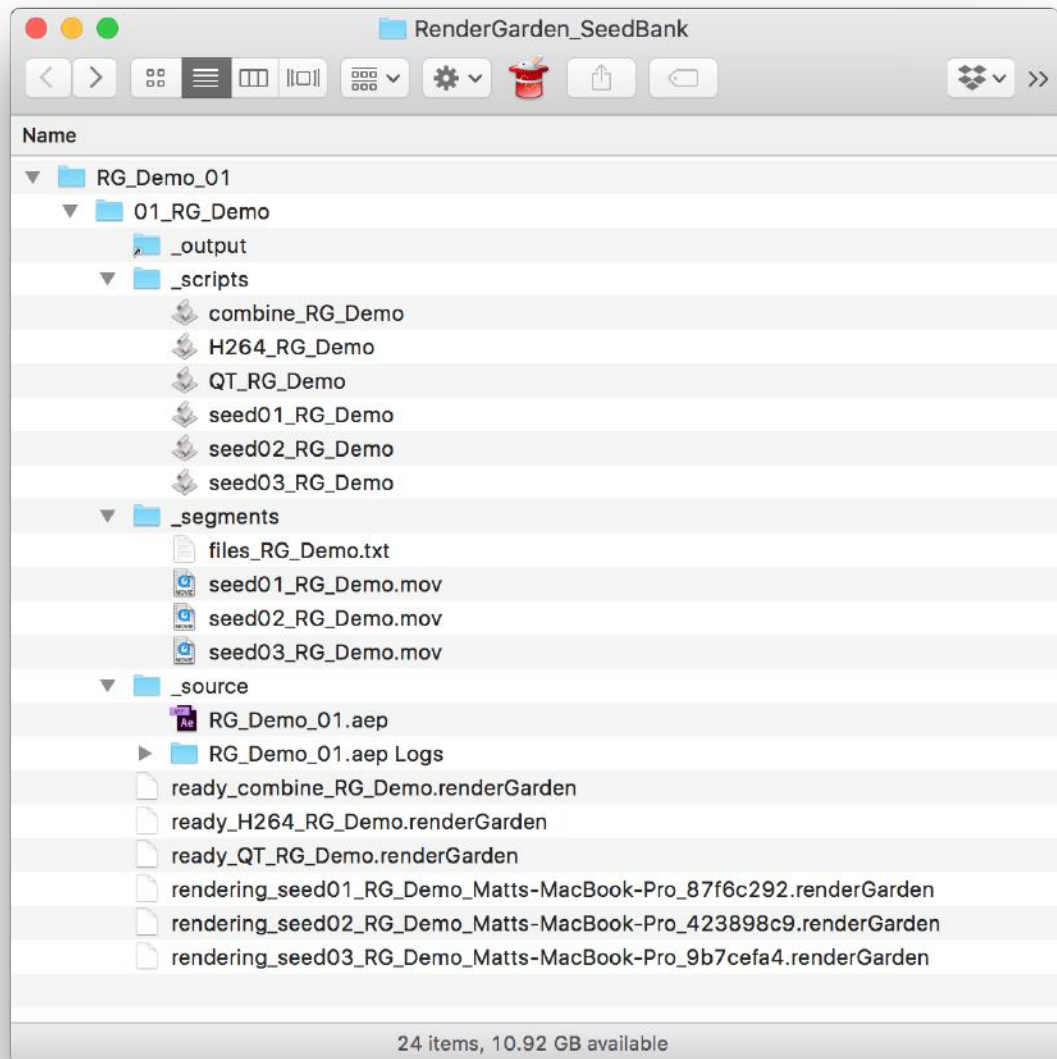 RenderGarden_SeedBank
Name
RG_Demo_01
01_RG_Demo
_output
_scripts
combine_RG_Demo
H264_RG_Demo
QT_RG_Demo
seed01_RG_Demo
seed02_RG_Demo
seed03_RG_Demo
_segments
files_RG_Demo.txt
seed01_RG_Demo.mov
seed02_RG_Demo.mov
seed03_RG_Demo.mov
_source
RG_Demo_01.aep
RG_Demo_01.aep Logs
ready_combine_RG_Demo.renderGarden
ready_H264_RG_Demo.renderGarden
ready_QT_RG_Demo.renderGarden
rendering_seed01_RG_Demo_Matts-MacBook-Pro_87f6c292.renderGarden
rendering_seed02_RG_Demo_Matts-MacBook-Pro_423898c9.renderGarden
rendering_seed03_RG_Demo_Matts-MacBook-Pro_9b7cefa4.renderGarden
24 items, 10.92 GB available